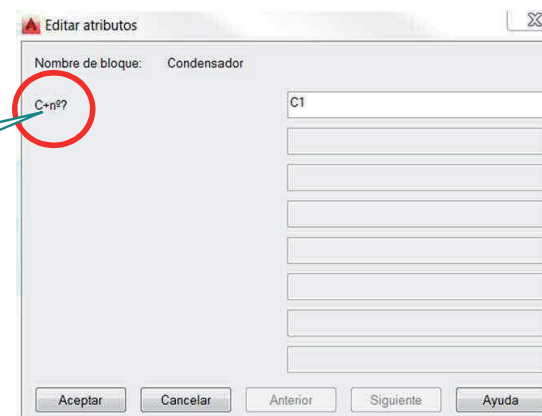 Editar atributos
Nombre de bloque: Condensador
C+nº? C1
Aceptar Cancelar Anterior Siguiente Ayuda